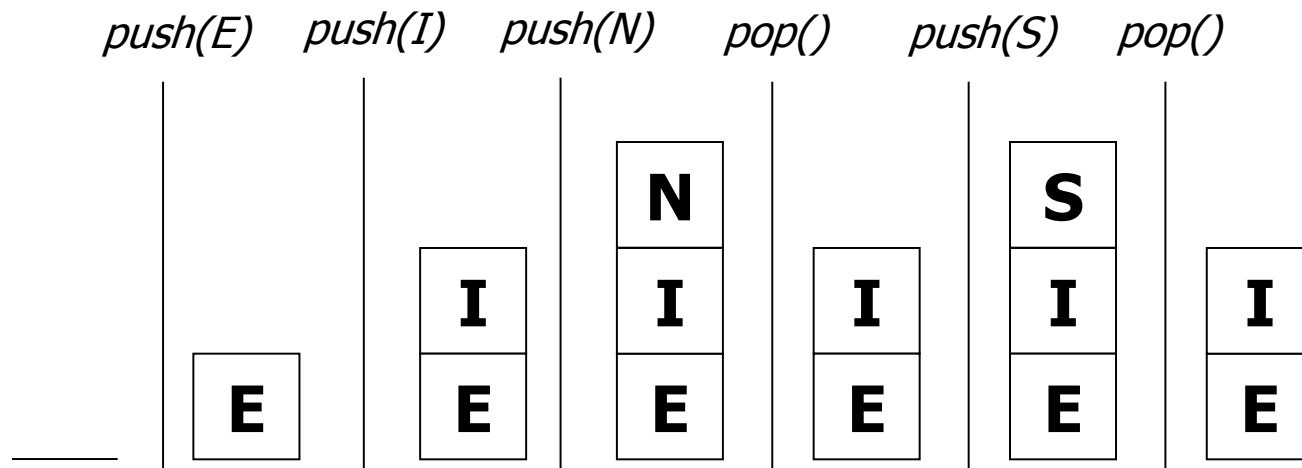 push(E) push(I) push(N) pop() push(S) pop()
N S
I I I I I
E E E E E E